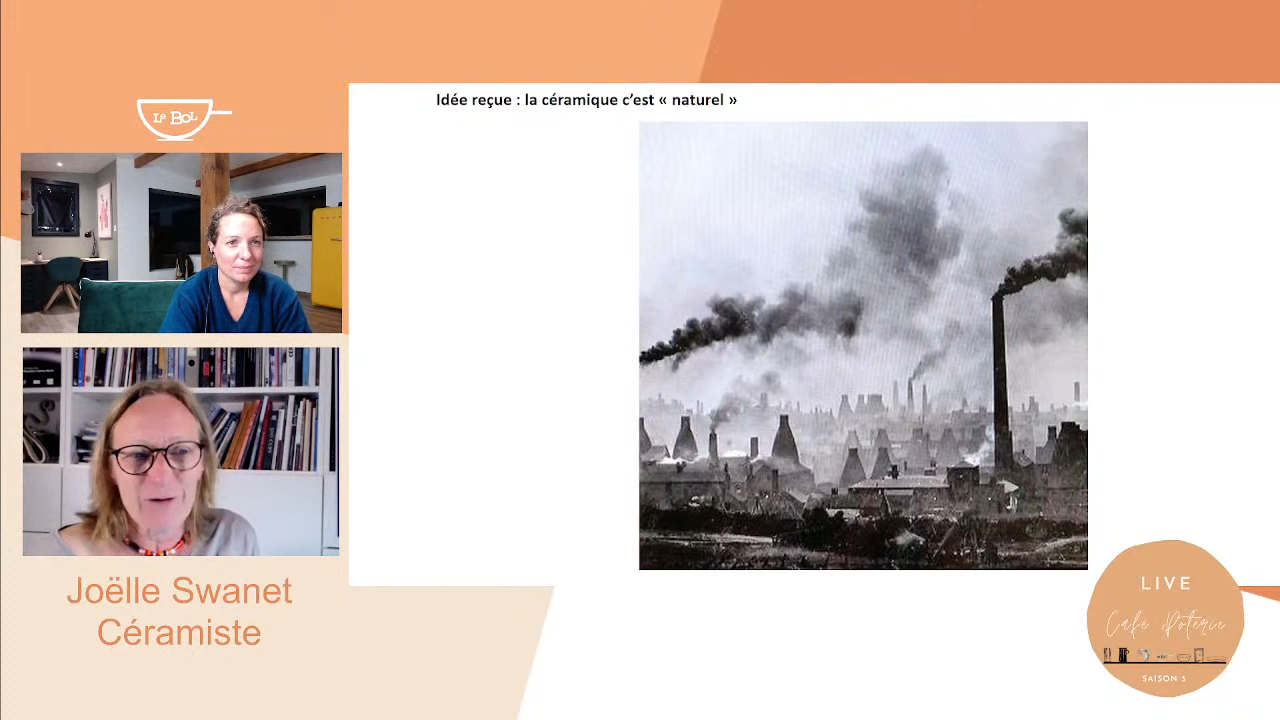 Idée reçue : la céramique c'est « naturel »
Le BOL
Joëlle Swanet
Céramiste
LIVE
Café Poterie
SAISON 3